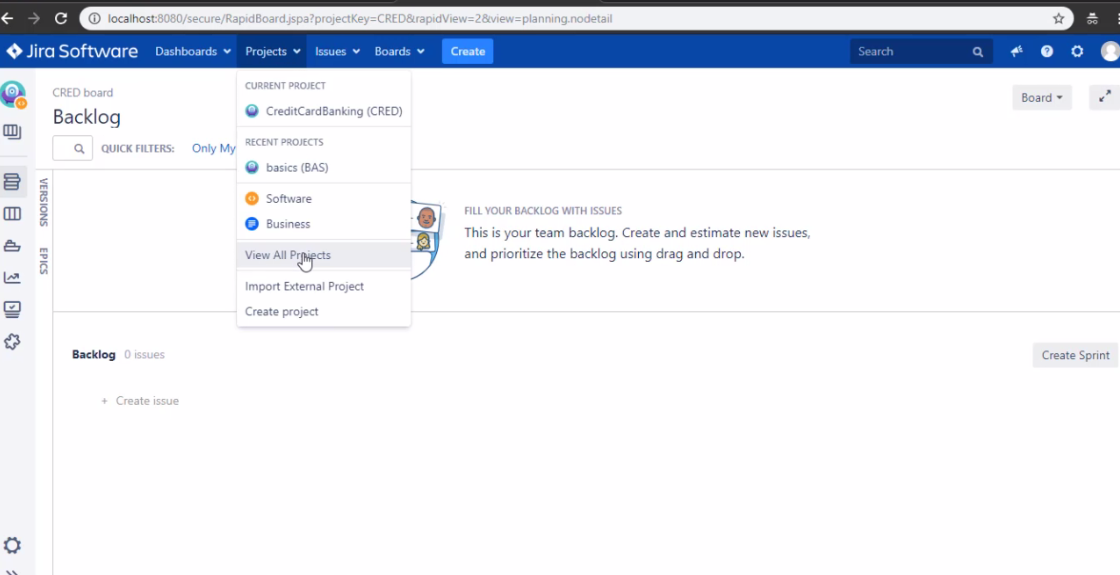 localhost:8080/secure/RapidBoard.jspa?projectKey=CRED&rapidView=2&view=planning.nodetail
Jira Software Dashboards Projects Issues Boards Create Search
CRED board
Backlog
Board
QUICK FILTERS: Only My
VERSIONS
EPICS
CURRENT PROJECT
CreditCardBanking (CRED)
RECENT PROJECTS
basics (BAS)
Software
Business
View All Projects
Import External Project
Create project
FILL YOUR BACKLOG WITH ISSUES
This is your team backlog. Create and estimate new issues,
and prioritize the backlog using drag and drop.
Backlog 0 issues
Create Sprint
+ Create issue